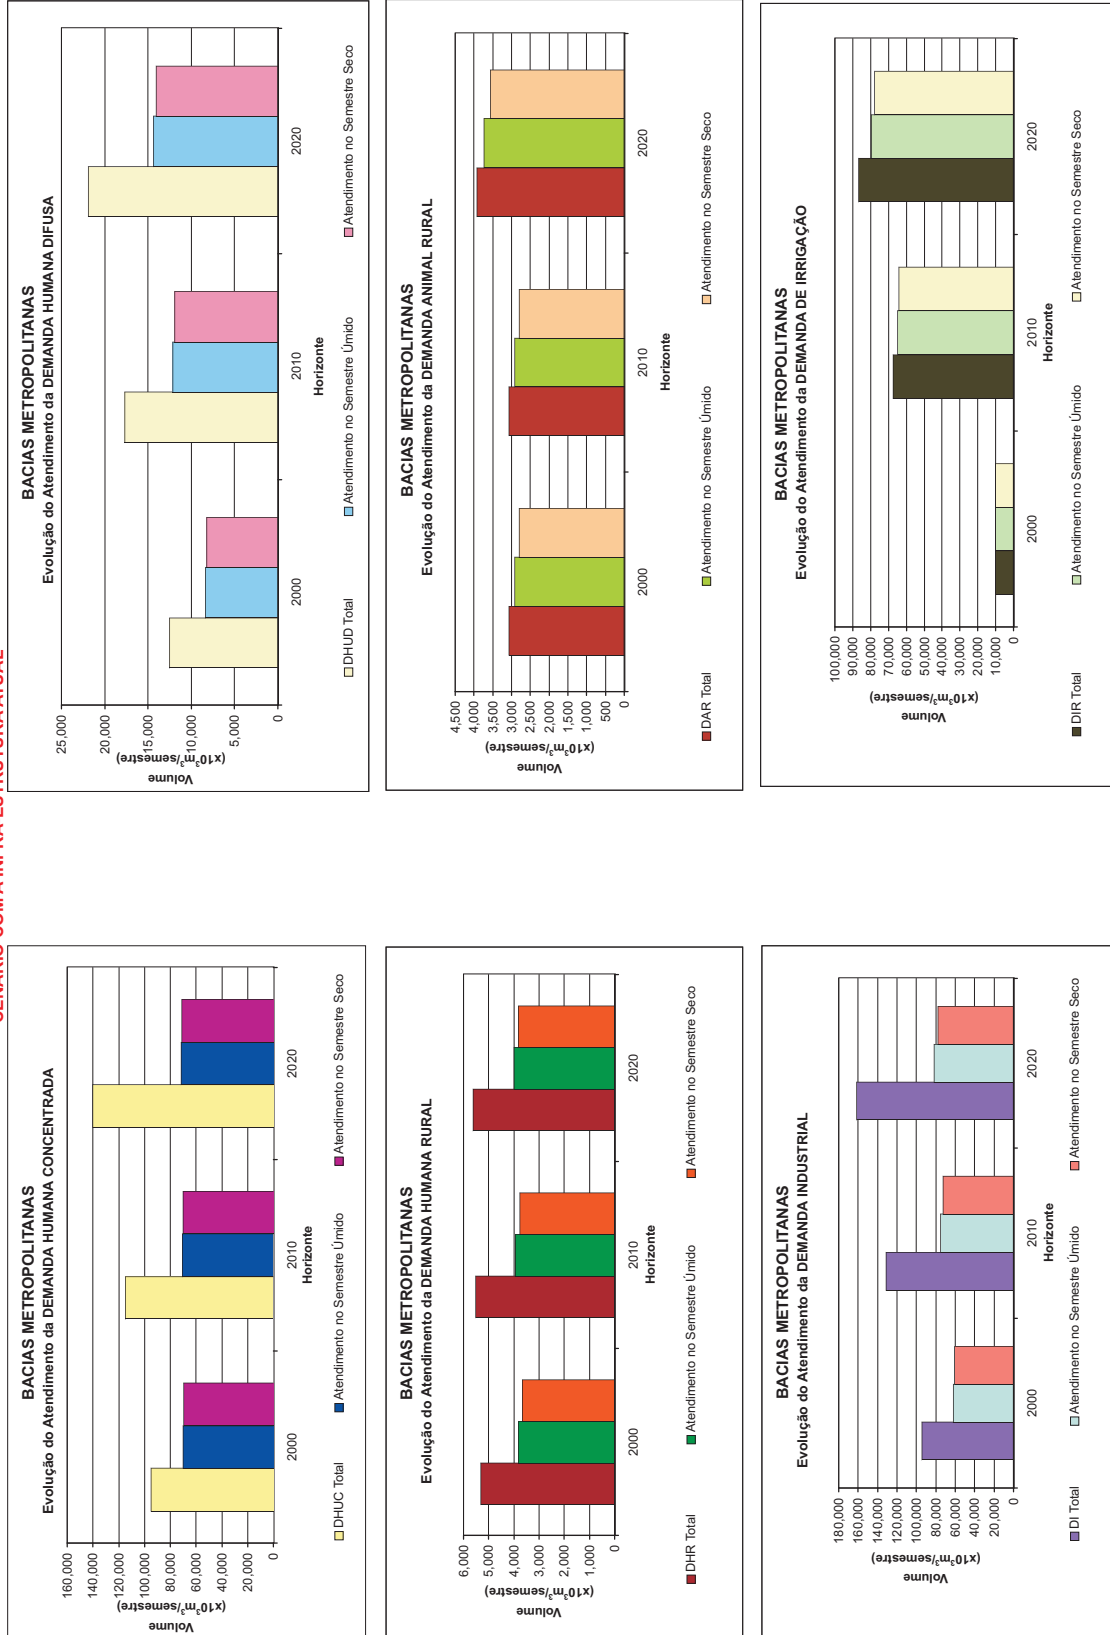 CENÁRIO COM A INFRA-ESTRUTURA ATUAL
BACIAS METROPOLITANAS
Evolução do Atendimento da DEMANDA HUMANA CONCENTRADA
Volume
(x10³m³/semestre)
160,000
140,000
120,000
100,000
80,000
60,000
40,000
20,000
0
2000
2010
2020
Horizonte
DHUC Total
Atendimento no Semestre Úmido
Atendimento no Semestre Seco
BACIAS METROPOLITANAS
Evolução do Atendimento da DEMANDA HUMANA DIFUSA
Volume
(x10³m³/semestre)
25,000
20,000
15,000
10,000
5,000
0
2000
2010
2020
Horizonte
DHUD Total
Atendimento no Semestre Úmido
Atendimento no Semestre Seco
BACIAS METROPOLITANAS
Evolução do Atendimento da DEMANDA HUMANA RURAL
Volume
(x10³m³/semestre)
6,000
5,000
4,000
3,000
2,000
1,000
0
2000
2010
2020
Horizonte
DHR Total
Atendimento no Semestre Úmido
Atendimento no Semestre Seco
BACIAS METROPOLITANAS
Evolução do Atendimento da DEMANDA ANIMAL RURAL
Volume
(x10³m³/semestre)
4,500
4,000
3,500
3,000
2,500
2,000
1,500
1,000
500
0
2000
2010
2020
Horizonte
DAR Total
Atendimento no Semestre Úmido
Atendimento no Semestre Seco
BACIAS METROPOLITANAS
Evolução do Atendimento da DEMANDA INDUSTRIAL
Volume
(x10³m³/semestre)
180,000
160,000
140,000
120,000
100,000
80,000
60,000
40,000
20,000
0
2000
2010
2020
Horizonte
DI Total
Atendimento no Semestre Úmido
Atendimento no Semestre Seco
BACIAS METROPOLITANAS
Evolução do Atendimento da DEMANDA DE IRRIGAÇÃO
Volume
(x10³m³/semestre)
100,000
90,000
80,000
70,000
60,000
50,000
40,000
30,000
20,000
10,000
0
2000
2010
2020
Horizonte
DIR Total
Atendimento no Semestre Úmido
Atendimento no Semestre Seco